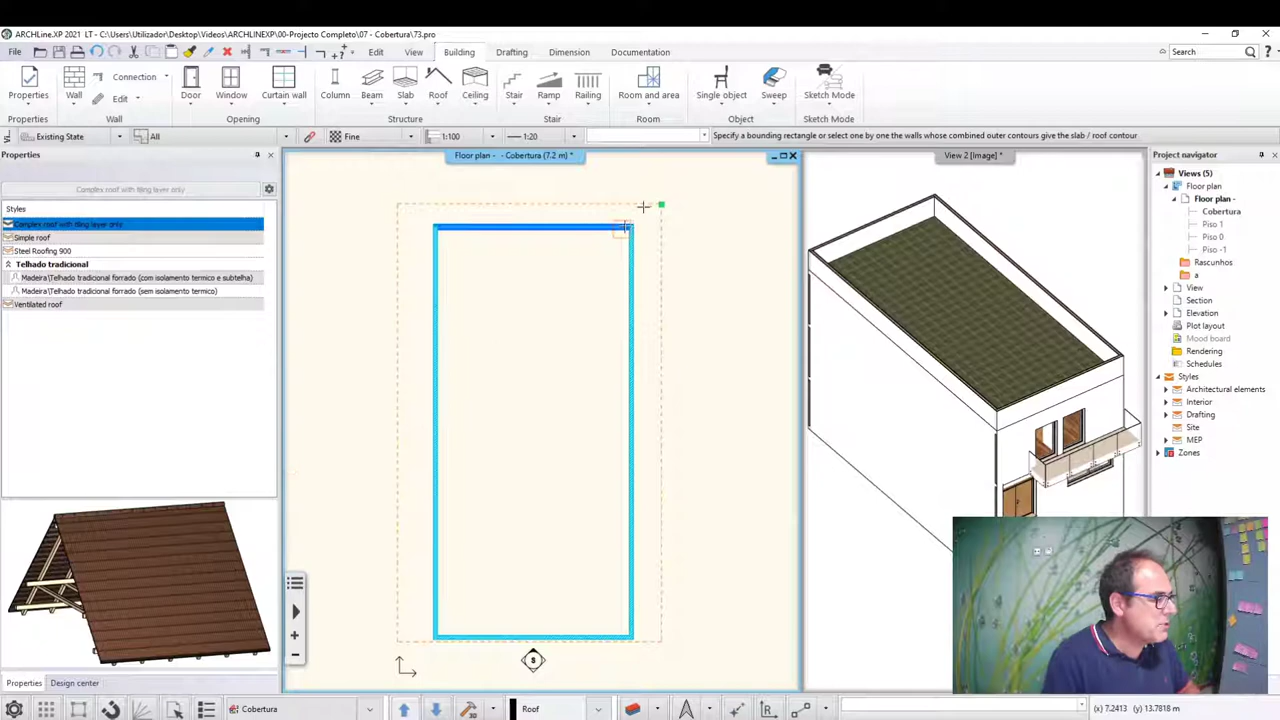 ARCHLine.XP 2021 LT - C:\Users\Utilizador\Desktop\Videos\ARCHLINEXP\00-Projecto Completo\07 - Cobertura\73.pro
File Edit View Building Drafting Dimension Documentation Search
Properties Wall Connection Edit Door Window Curtain wall Column Beam Slab Roof Ceiling Stair Ramp Railing Room and area Single object Sweep Sketch Mode
Wall Opening Structure Stair Room Object Sketch Mode
Existing State All Fine 1:100 1:20 Specify a bounding rectangle or select one by one the walls whose combined outer contours give the slab / roof contour
Properties
Complex roof with tiling layer only
Styles
Complex roof with tiling layer only
Simple roof
Steel Roofing 900
Telhado tradicional
Madeira\Telhado tradicional forrado (com isolamento termico e subtelha)
Madeira\Telhado tradicional forrado (sem isolamento termico)
Ventilated roof
Properties Design center
Floor plan - - Cobertura (7.2 m) *
S
View 2 [Image] *
Project navigator
Views (5)
Floor plan
Floor plan -
Cobertura
Piso 1
Piso 0
Piso -1
Rascunhos
a
View
Section
Elevation
Plot layout
Mood board
Rendering
Schedules
Styles
Architectural elements
Interior
Drafting
Site
MEP
Zones
Cobertura Roof (x) 7.2413 (y) 13.7818 m